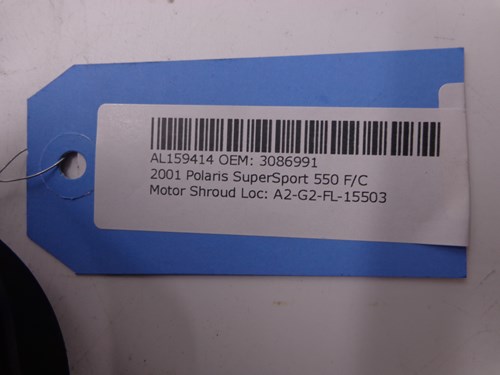 AL159414 OEM: 3086991
2001 Polaris SuperSport 550 F/C
Motor Shroud Loc: A2-G2-FL-15503